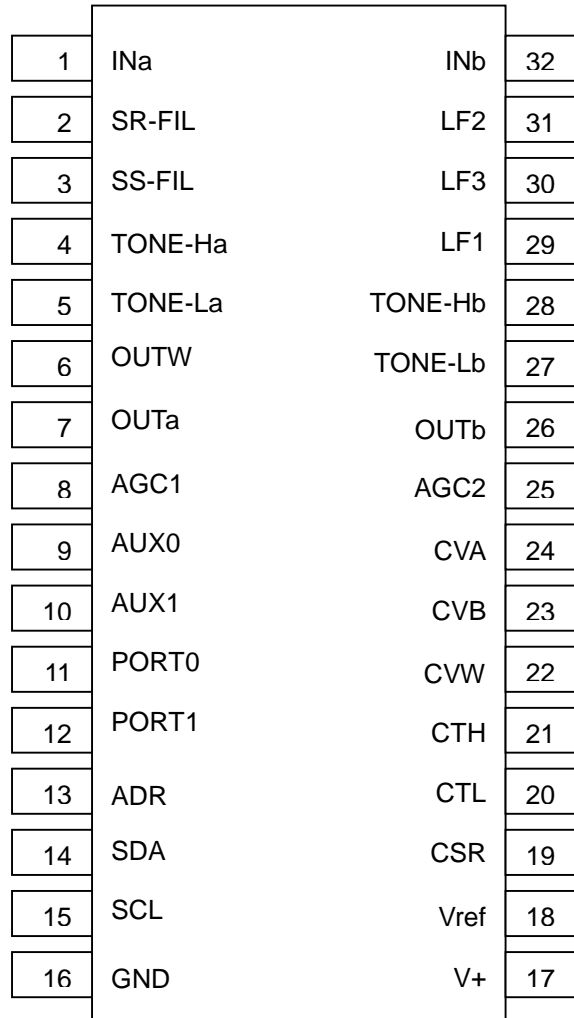 1 INa INb 32
2 SR-FIL LF2 31
3 SS-FIL LF3 30
4 TONE-Ha LF1 29
5 TONE-La TONE-Hb 28
6 OUTW TONE-Lb 27
7 OUTa OUTb 26
8 AGC1 AGC2 25
9 AUX0 CVA 24
10 AUX1 CVB 23
11 PORT0 CVW 22
12 PORT1 CTH 21
13 ADR CTL 20
14 SDA CSR 19
15 SCL Vref 18
16 GND V+ 17